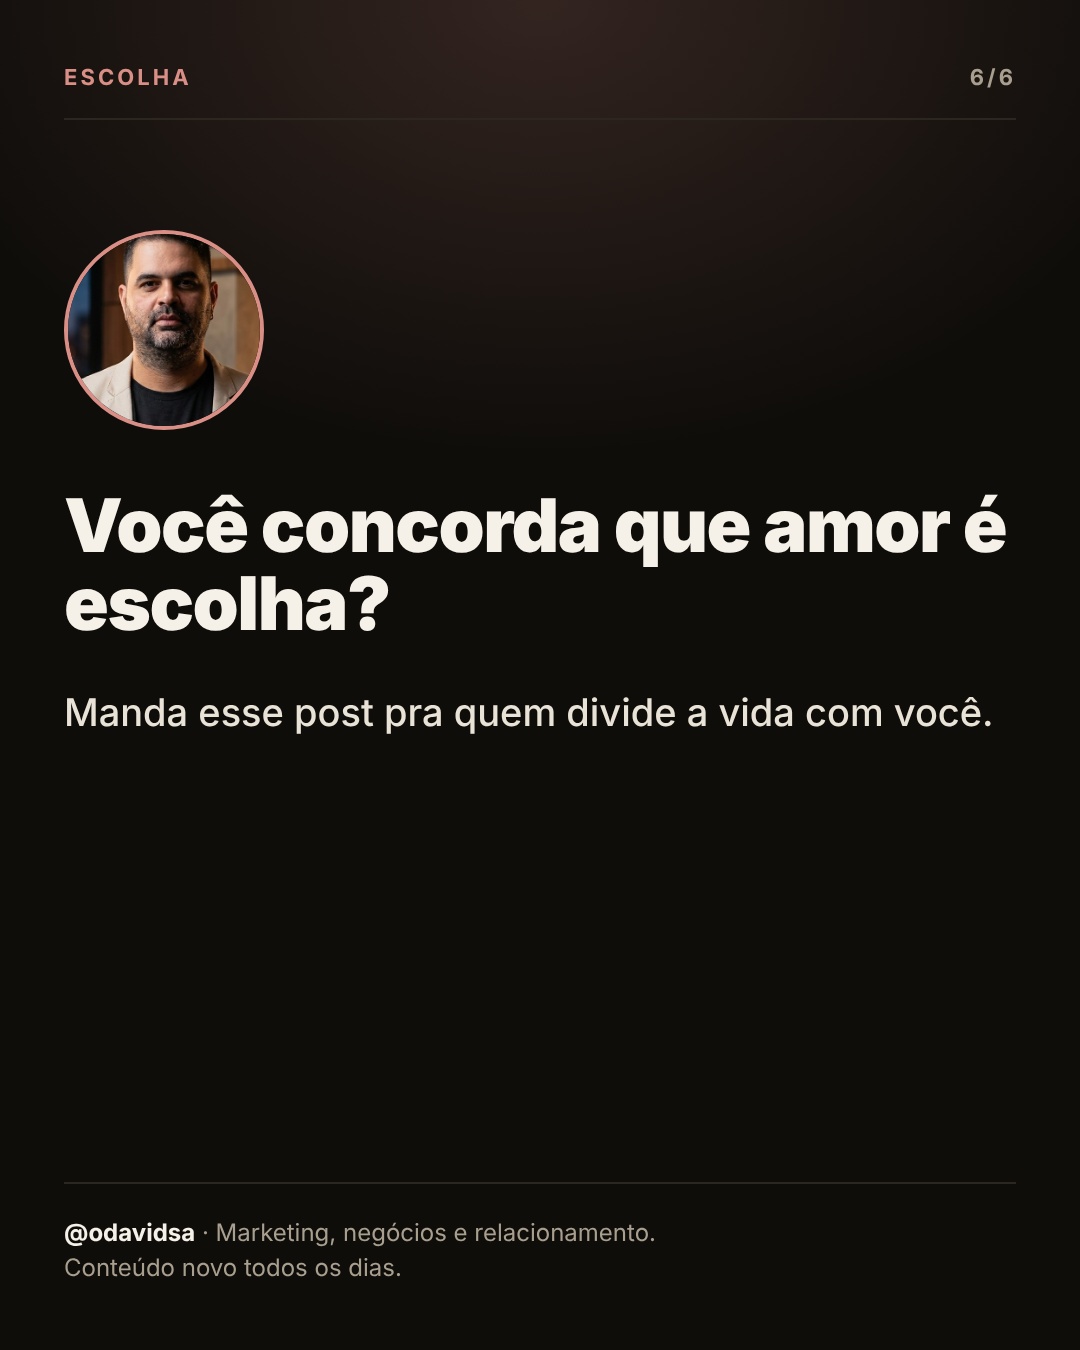 ESCOLHA
6/6
Você concorda que amor é
escolha?
Manda esse post pra quem divide a vida com você.
@odavidsa · Marketing, negócios e relacionamento.
Conteúdo novo todos os dias.